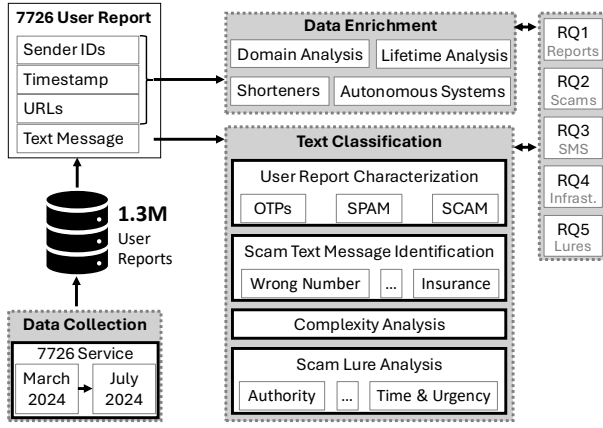 7726 User Report
Sender IDs
Timestamp
URLs
Text Message
1.3M
User
Reports
Data Collection
7726 Service
March
2024
July
2024
Data Enrichment
Domain Analysis
Lifetime Analysis
Shorteners
Autonomous Systems
Text Classification
User Report Characterization
OTPs
SPAM
SCAM
Scam Text Message Identification
Wrong Number
...
Insurance
Complexity Analysis
Scam Lure Analysis
Authority
...
Time & Urgency
RQ1
Reports
RQ2
Scams
RQ3
SMS
RQ4
Infrast.
RQ5
Lures